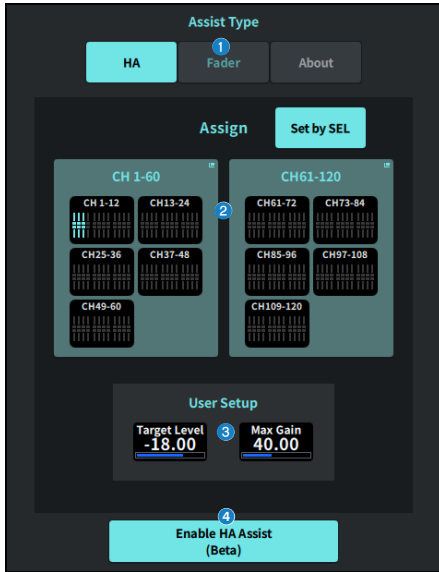 Assist Type
1
HA Fader About
Assign Set by SEL
CH 1-60 CH61-120
CH 1-12 CH13-24 CH61-72 CH73-84
2
CH25-36 CH37-48 CH85-96 CH97-108
CH49-60 CH109-120
User Setup
Target Level 3 Max Gain
-18.00 40.00
4
Enable HA Assist
(Beta)